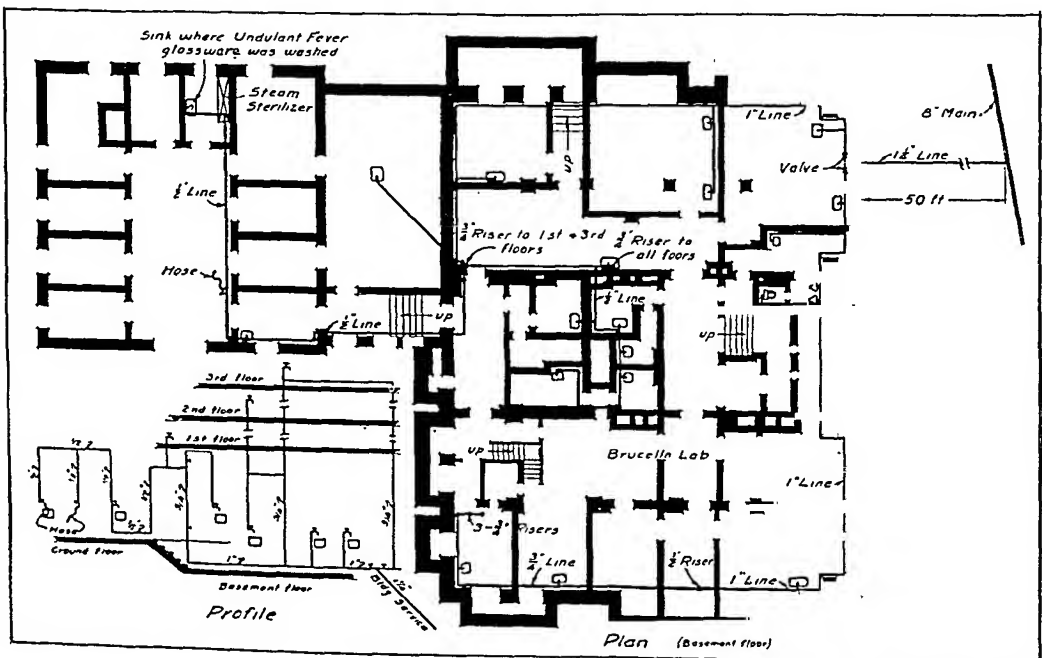 Sink where Undulant Fever
glassware was washed
Steam
Sterilizer
1" Line
8" Main
Valve
1¼" Line
50 ft
up
½" Line
¾" Riser to 1st + 3rd
floors
¾" Riser to
all floors
Hose
½" Line
½" Line
up
up
3rd floor
2nd floor
1st floor
up
Brucella Lab
1" Line
3-¾" Risers
Hose
Ground floor
¾" Line
½" Riser
1" Line
Basement floor
Bldg Service
Profile
Plan (Basement floor)